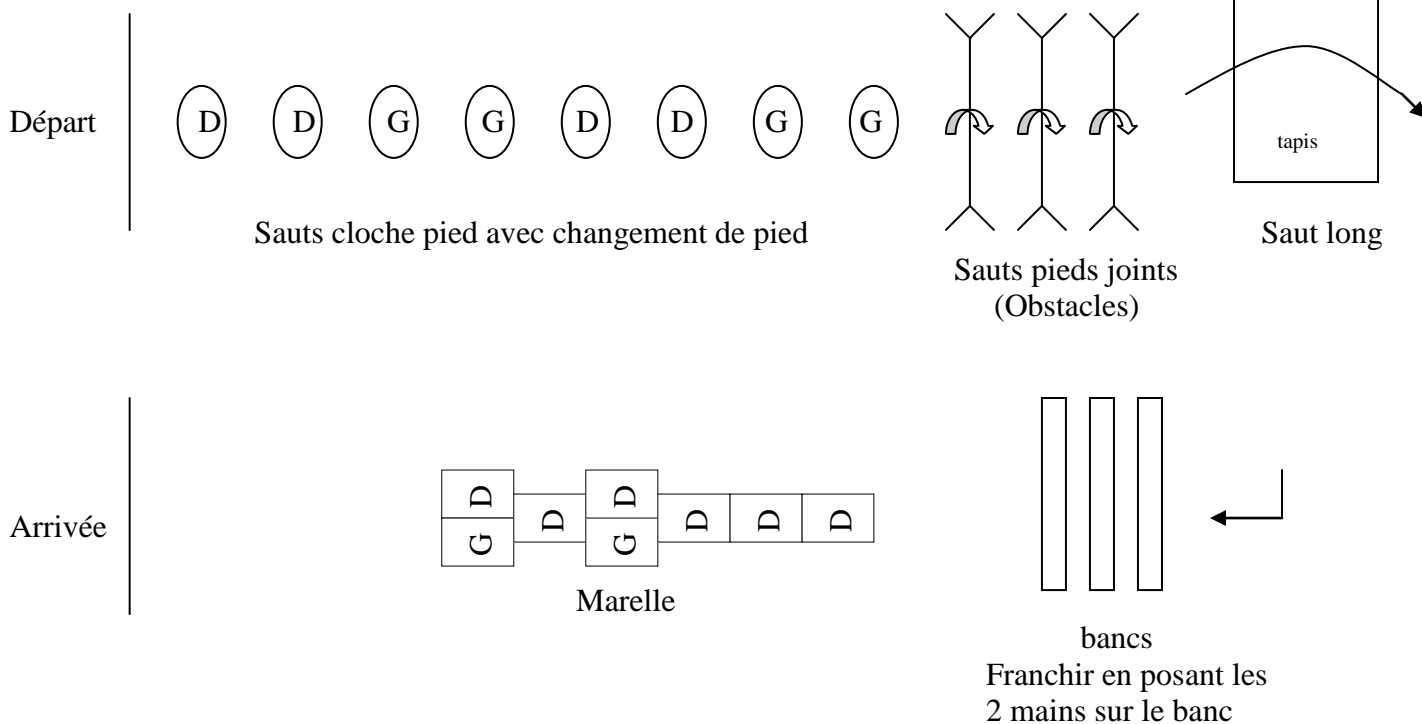 Départ
D D G G D D G G
tapis
Sauts cloche pied avec changement de pied
Saut long
Sauts pieds joints
(Obstacles)
Arrivée
D D
D D D D
G G
Marelle
bancs
Franchir en posant les
2 mains sur le banc